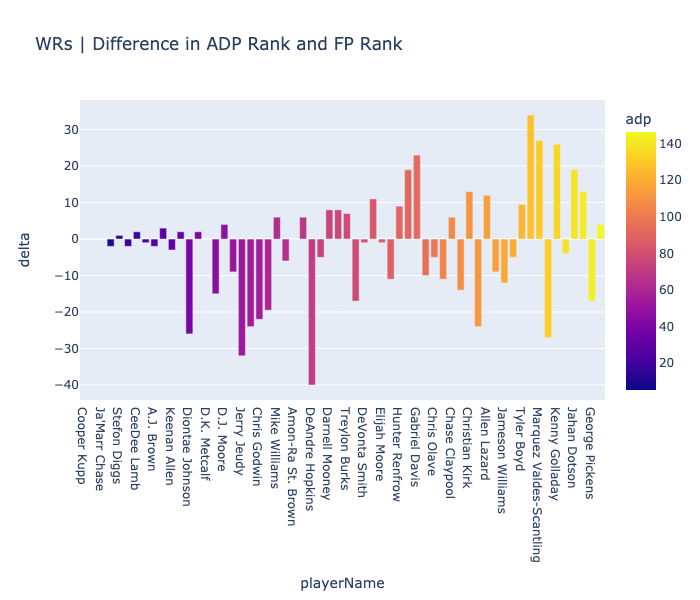 WRs | Difference in ADP Rank and FP Rank
adp
140
120
100
80
60
40
20
30
20
10
0
−10
−20
−30
−40
delta
Cooper Kupp
Ja'Marr Chase
Stefon Diggs
CeeDee Lamb
A.J. Brown
Keenan Allen
Diontae Johnson
D.K. Metcalf
D.J. Moore
Jerry Jeudy
Chris Godwin
Mike Williams
Amon-Ra St. Brown
DeAndre Hopkins
Darnell Mooney
Treylon Burks
DeVonta Smith
Elijah Moore
Hunter Renfrow
Gabriel Davis
Chris Olave
Chase Claypool
Christian Kirk
Allen Lazard
Jameson Williams
Tyler Boyd
Marquez Valdes-Scantling
Kenny Golladay
Jahan Dotson
George Pickens
playerName